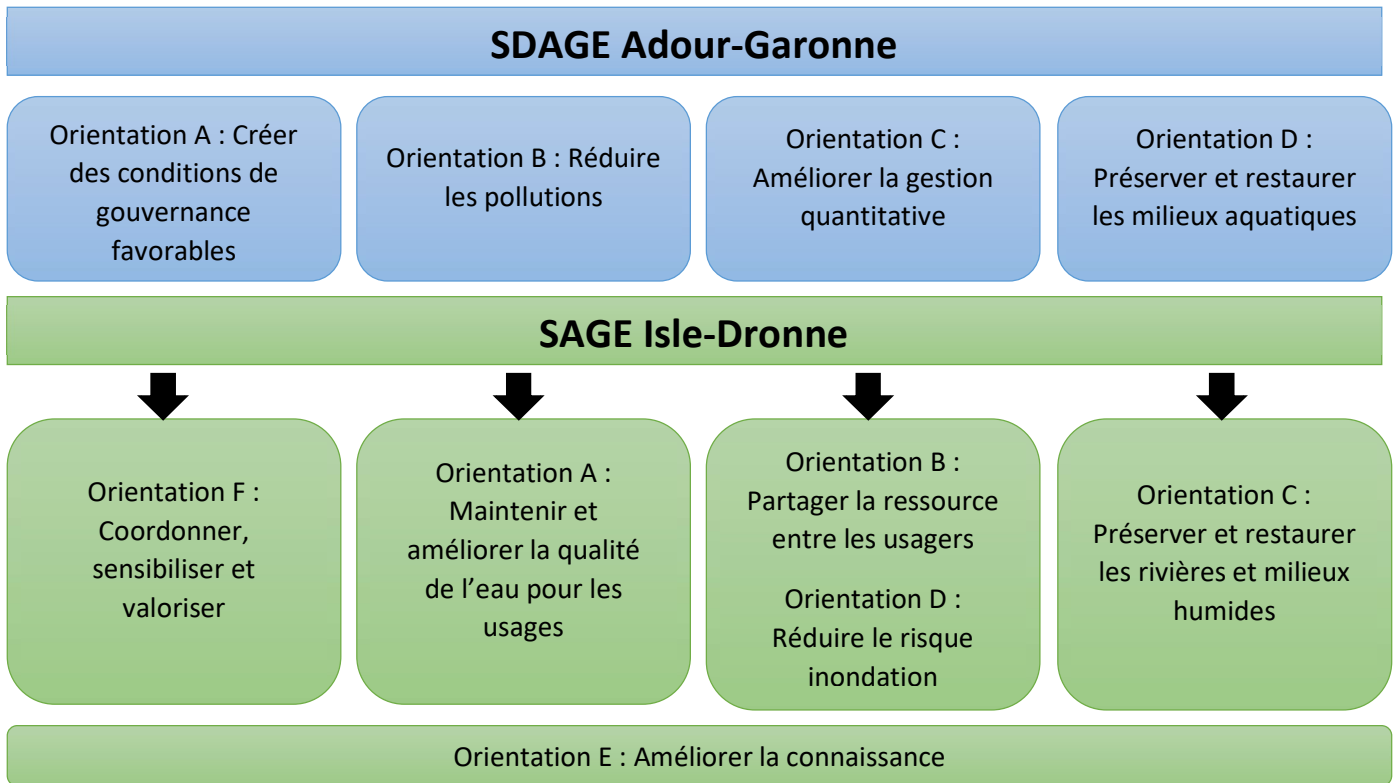 SDAGE Adour-Garonne
Orientation A : Créer
des conditions de
gouvernance
favorables
Orientation B : Réduire
les pollutions
Orientation C :
Améliorer la gestion
quantitative
Orientation D :
Préserver et restaurer
les milieux aquatiques
SAGE Isle-Dronne
Orientation F :
Coordonner,
sensibiliser et
valoriser
Orientation A :
Maintenir et
améliorer la qualité
de l’eau pour les
usages
Orientation B :
Partager la ressource
entre les usagers
Orientation D :
Réduire le risque
inondation
Orientation C :
Préserver et restaurer
les rivières et milieux
humides
Orientation E : Améliorer la connaissance